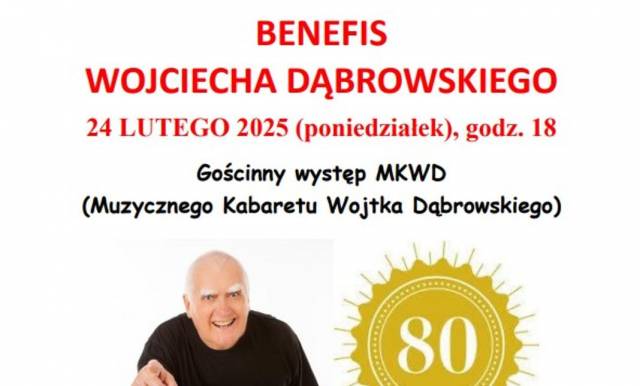 BENEFIS
WOJCIECHA DĄBROWSKIEGO
24 LUTEGO 2025 (poniedziałek), godz. 18
Gościnny występ MKWD
(Muzycznego Kabaretu Wojtka Dąbrowskiego)
80